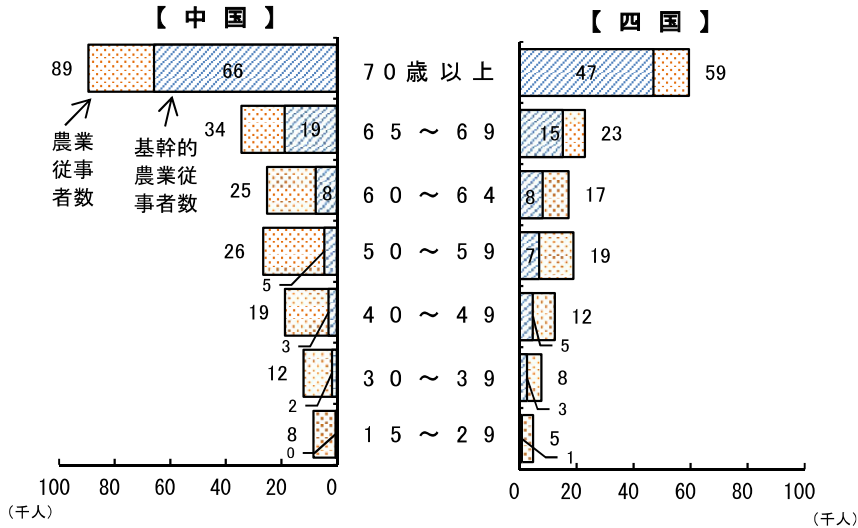 【 中 国 】
【 四 国 】
89
66
70歳以上
47
59
農業
従事
者数
基幹的
農業従
事者数
34
19
65～69
15
23
25
8
60～64
8
17
26
5
50～59
7
19
19
3
40～49
12
5
12
2
30～39
8
3
8
0
15～29
5
1
100 80 60 40 20 0
（千人）
0 20 40 60 80 100
（千人）